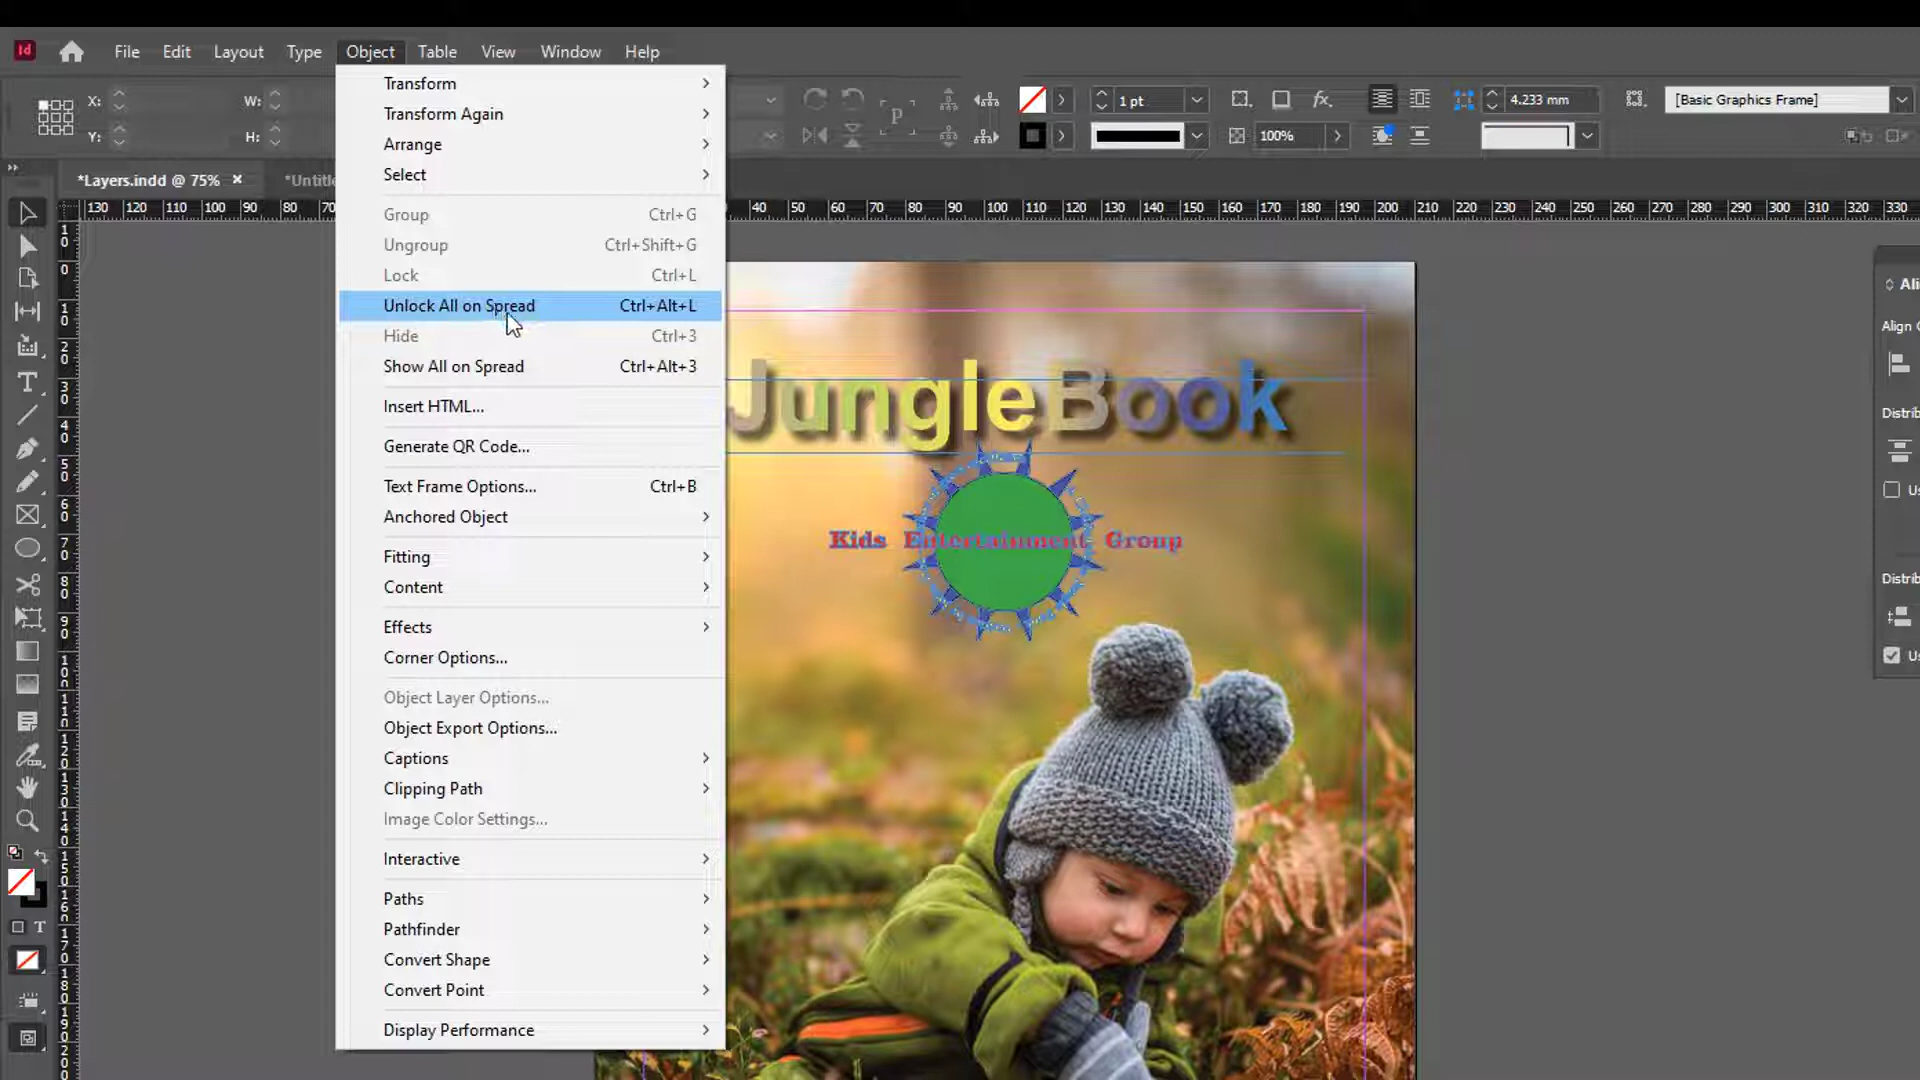 Id File Edit Layout Type Object Table View Window Help
X: W:
Y: H:
1 pt
100%
4.233 mm
[Basic Graphics Frame]
*Layers.indd @ 75% ×
*Untitle
130 120 110 100 90 80 70
40 50 60 70 80 90 100 110 120 130 140 150 160 170 180 190 200 210 220 230 240 250 260 270 280 290 300 310 320 330
Transform
Transform Again
Arrange
Select
Group Ctrl+G
Ungroup Ctrl+Shift+G
Lock Ctrl+L
Unlock All on Spread Ctrl+Alt+L
Hide Ctrl+3
Show All on Spread Ctrl+Alt+3
Insert HTML...
Generate QR Code...
Text Frame Options... Ctrl+B
Anchored Object
Fitting
Content
Effects
Corner Options...
Object Layer Options...
Object Export Options...
Captions
Clipping Path
Image Color Settings...
Interactive
Paths
Pathfinder
Convert Shape
Convert Point
Display Performance
JungleBook
Kids Entertainment Group
Ali
Align
Distrib
Us
Distrib
Us